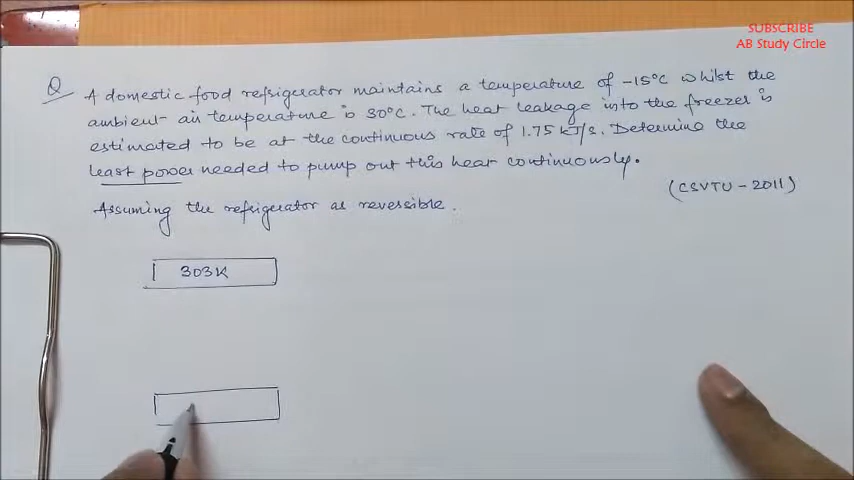 SUBSCRIBE
AB Study Circle
Q A domestic food refrigerator maintains a temperature of -15°C whilst the
ambient air temperature is 30°C. The heat leakage into the freezer is
estimated to be at the continuous rate of 1.75 kJ/s. Determine the
least power needed to pump out this heat continuously.
(CSVTU - 2011)
Assuming the refrigerator as reversible.
303K